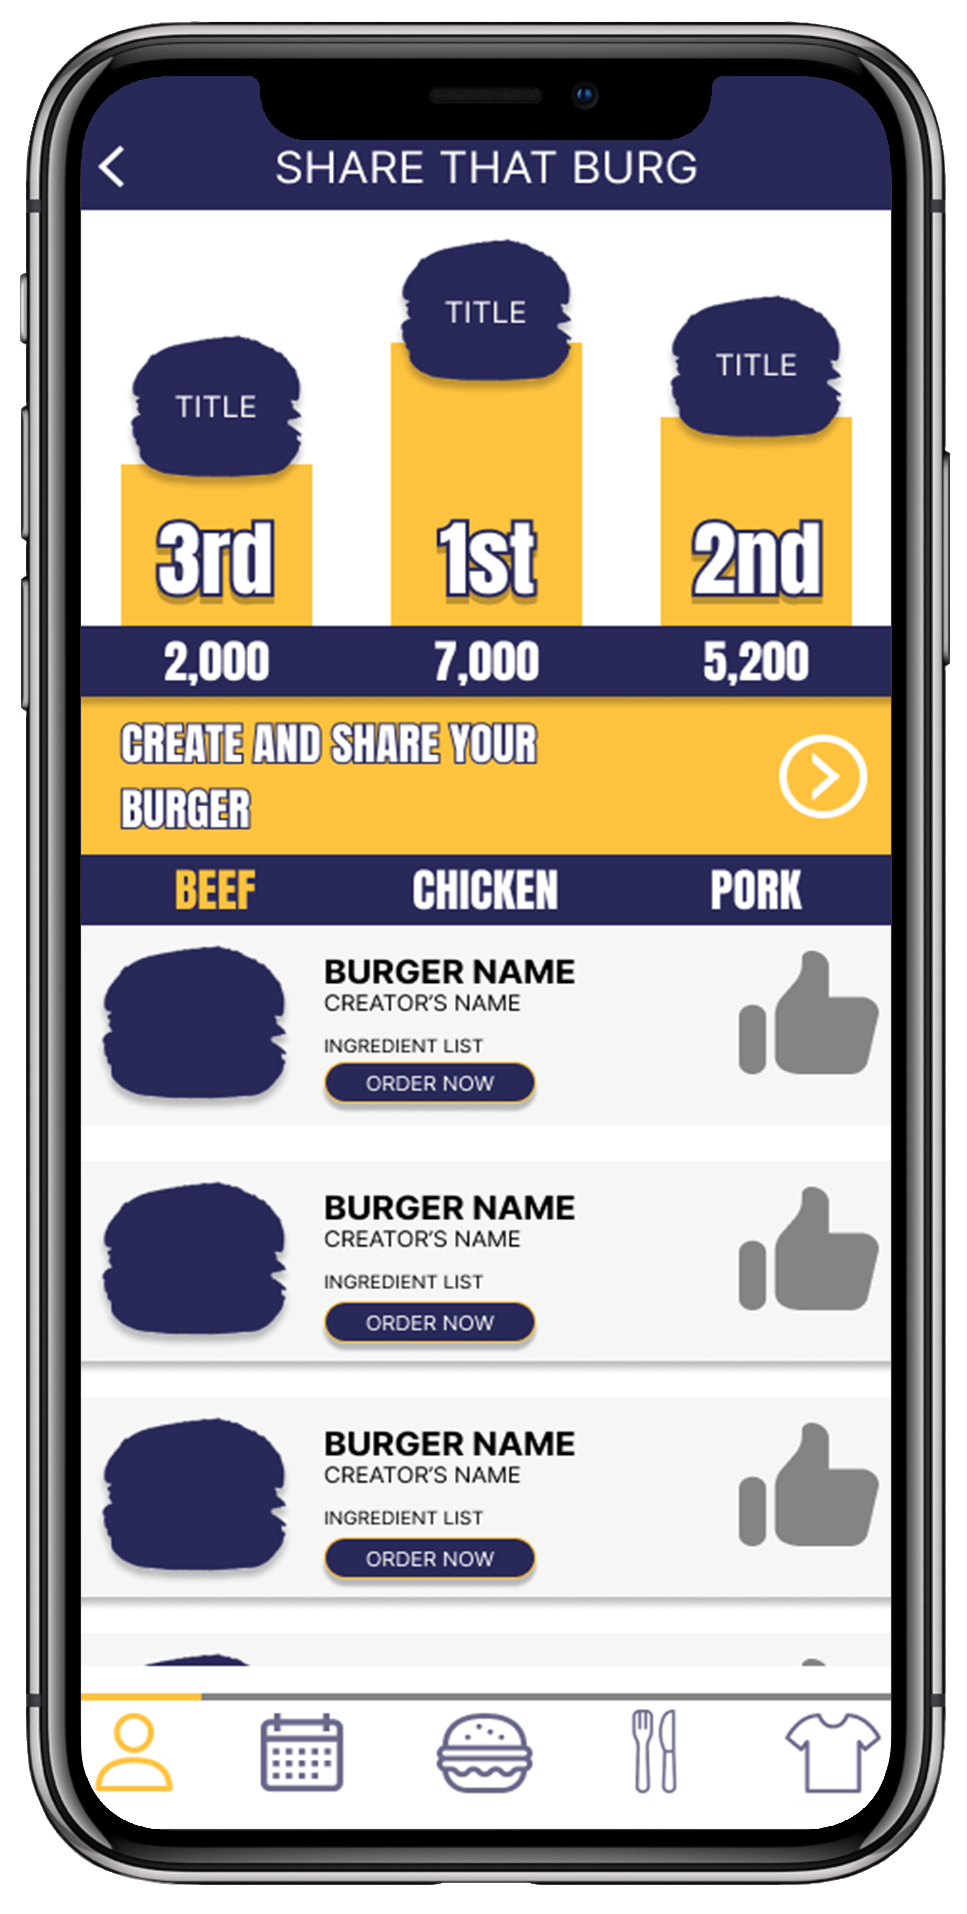 SHARE THAT BURG
TITLE
TITLE
TITLE
3rd
1st
2nd
2,000
7,000
5,200
CREATE AND SHARE YOUR
BURGER
BEEF
CHICKEN
PORK
BURGER NAME
CREATOR'S NAME
INGREDIENT LIST
ORDER NOW
BURGER NAME
CREATOR'S NAME
INGREDIENT LIST
ORDER NOW
BURGER NAME
CREATOR'S NAME
INGREDIENT LIST
ORDER NOW